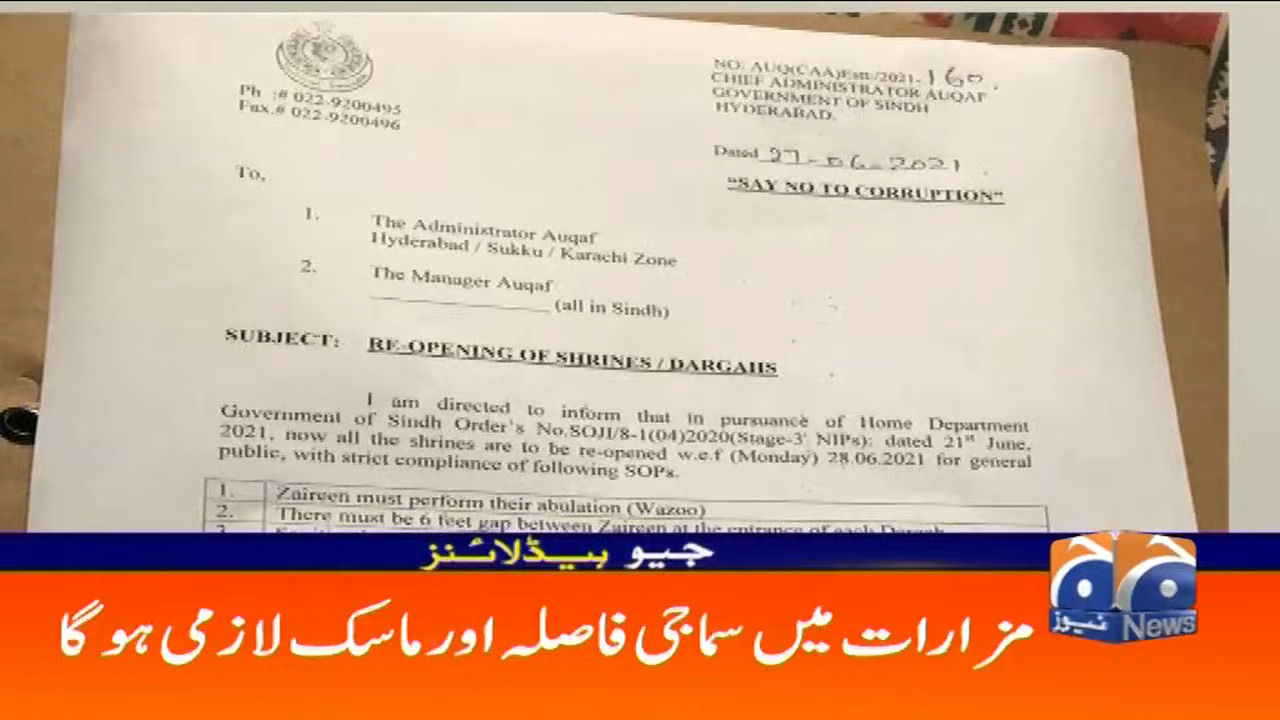 Ph :# 022-9200495
Fax.# 022-9200496
NO: AUQ(CAA)Estt:/2021-160.
CHIEF ADMINISTRATOR AUQAF
GOVERNMENT OF SINDH
HYDERABAD.
Dated 27-06-2021.
"SAY NO TO CORRUPTION"
To,
1. The Administrator Auqaf
Hyderabad / Sukku / Karachi Zone
2. The Manager Auqaf
____________ (all in Sindh)
SUBJECT: RE-OPENING OF SHRINES / DARGAHS
I am directed to inform that in pursuance of Home Department
Government of Sindh Order's No.SOJI/8-1(04)2020(Stage-3' NIPs): dated 21st June,
2021, now all the shrines are to be re-opened w.e.f (Monday) 28.06.2021 for general
public, with strict compliance of following SOPs.
1. Zaireen must perform their abulation (Wazoo)
2. There must be 6 feet gap between Zaireen at the entrance of each Dargah
جیو ہیڈلائنز
مزارات میں سماجی فاصلہ اور ماسک لازمی ہو گا
جیو نیوز News